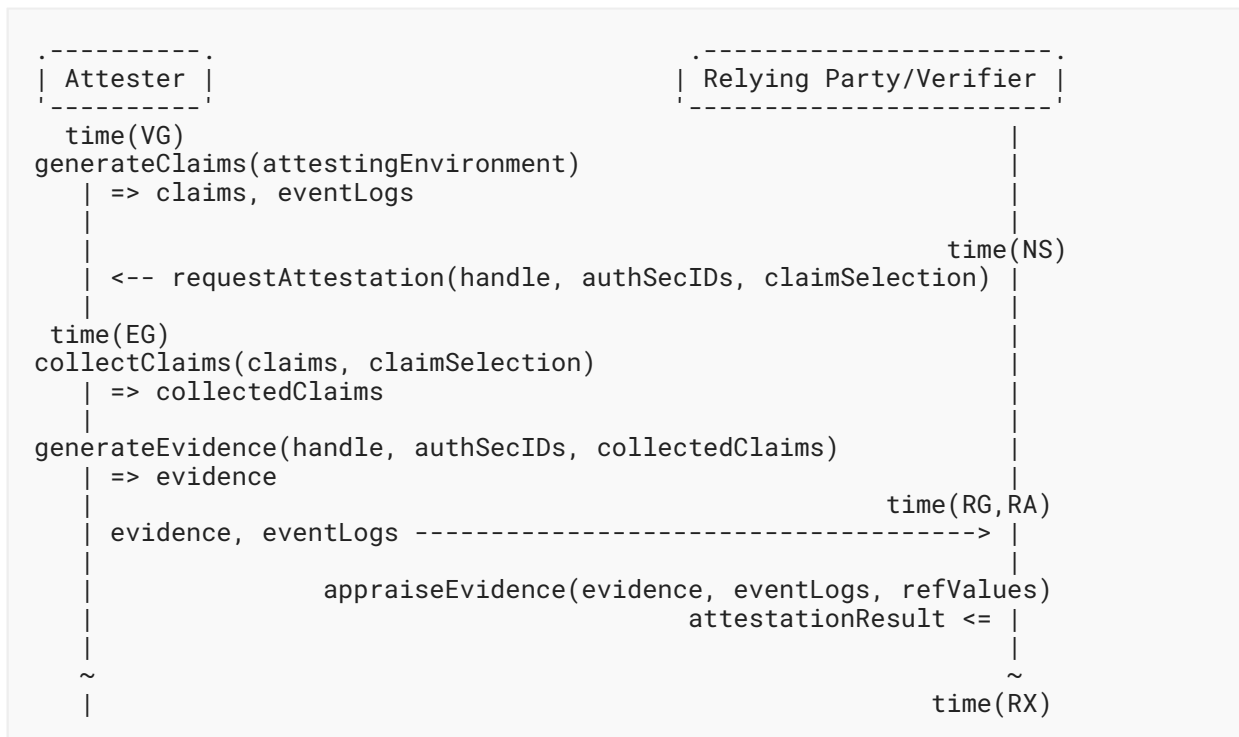 .----------.                                .-----------------------.
| Attester |                              | Relying Party/Verifier |
'----------'                              '------------------------'
  time(VG)                                                      |
generateClaims(attestingEnvironment)                            |
   | => claims, eventLogs                                       |
   |                                                            |
   |                                                        time(NS)
   | <-- requestAttestation(handle, authSecIDs, claimSelection) |
   |                                                            |
 time(EG)                                                       |
collectClaims(claims, claimSelection)                           |
   | => collectedClaims                                         |
   |                                                            |
generateEvidence(handle, authSecIDs, collectedClaims)           |
   | => evidence                                                |
   |                                                    time(RG,RA)
   | evidence, eventLogs -------------------------------------> |
   |                                                            |
   |               appraiseEvidence(evidence, eventLogs, refValues)
   |                                       attestationResult <= |
   |                                                            |
   ~                                                            ~
   |                                                       time(RX)